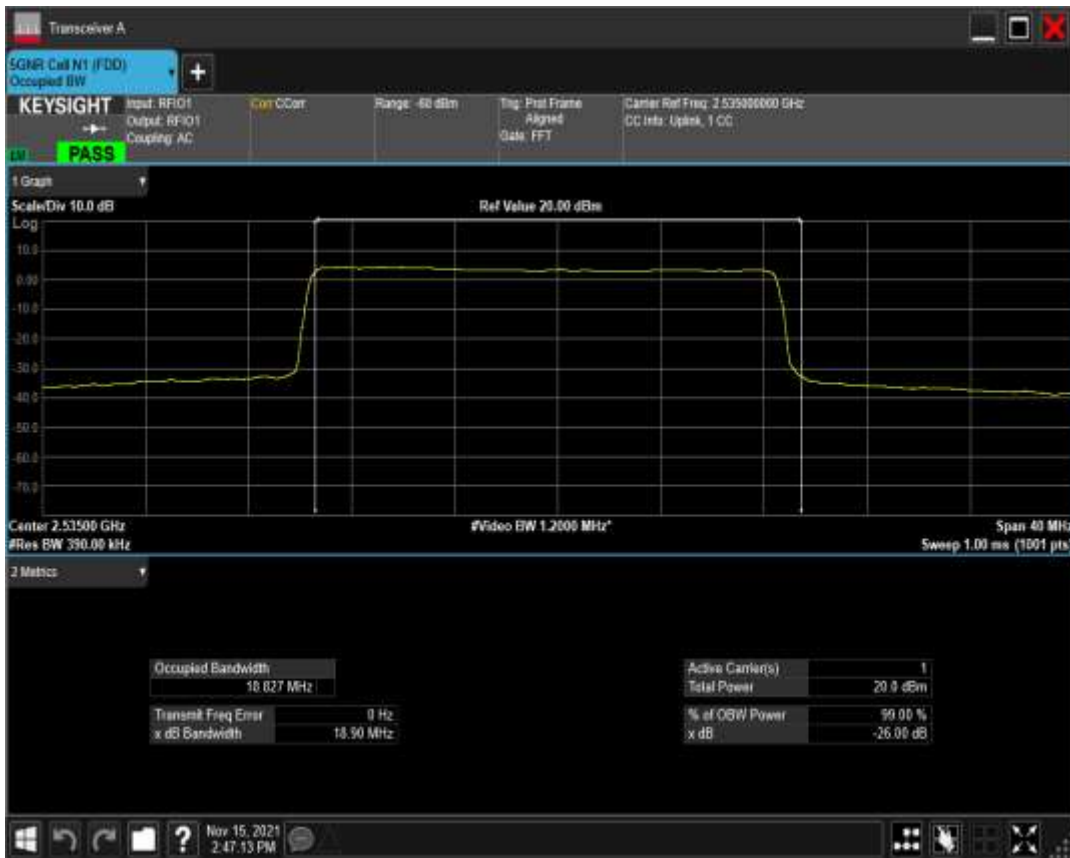 Transceiver A
5GNR Cell N1 (FDD)
Occupied BW
+
KEYSIGHT
Input: RFIO1
Output: RFIO1
Coupling: AC
Corr CCorr
Range: -60 dBm
Trig: Prot Frame
Aligned
Gate: FFT
Carrier Ref Freq: 2.535000000 GHz
CC Info: Uplink, 1 CC
PASS
1 Graph
Scale/Div 10.0 dB
Ref Value 20.00 dBm
Log
10.0
0.00
-10.0
-20.0
-30.0
-40.0
-50.0
-60.0
-70.0
Center 2.53500 GHz
#Video BW 1.2000 MHz*
Span 40 MHz
#Res BW 390.00 kHz
Sweep 1.00 ms (1001 pts)
2 Metrics
Occupied Bandwidth
18.827 MHz
Transmit Freq Error 0 Hz
x dB Bandwidth 18.90 MHz
Active Carrier(s) 1
Total Power 20.0 dBm
% of OBW Power 99.00 %
x dB -26.00 dB
?
Nov 15, 2021
2:47:13 PM